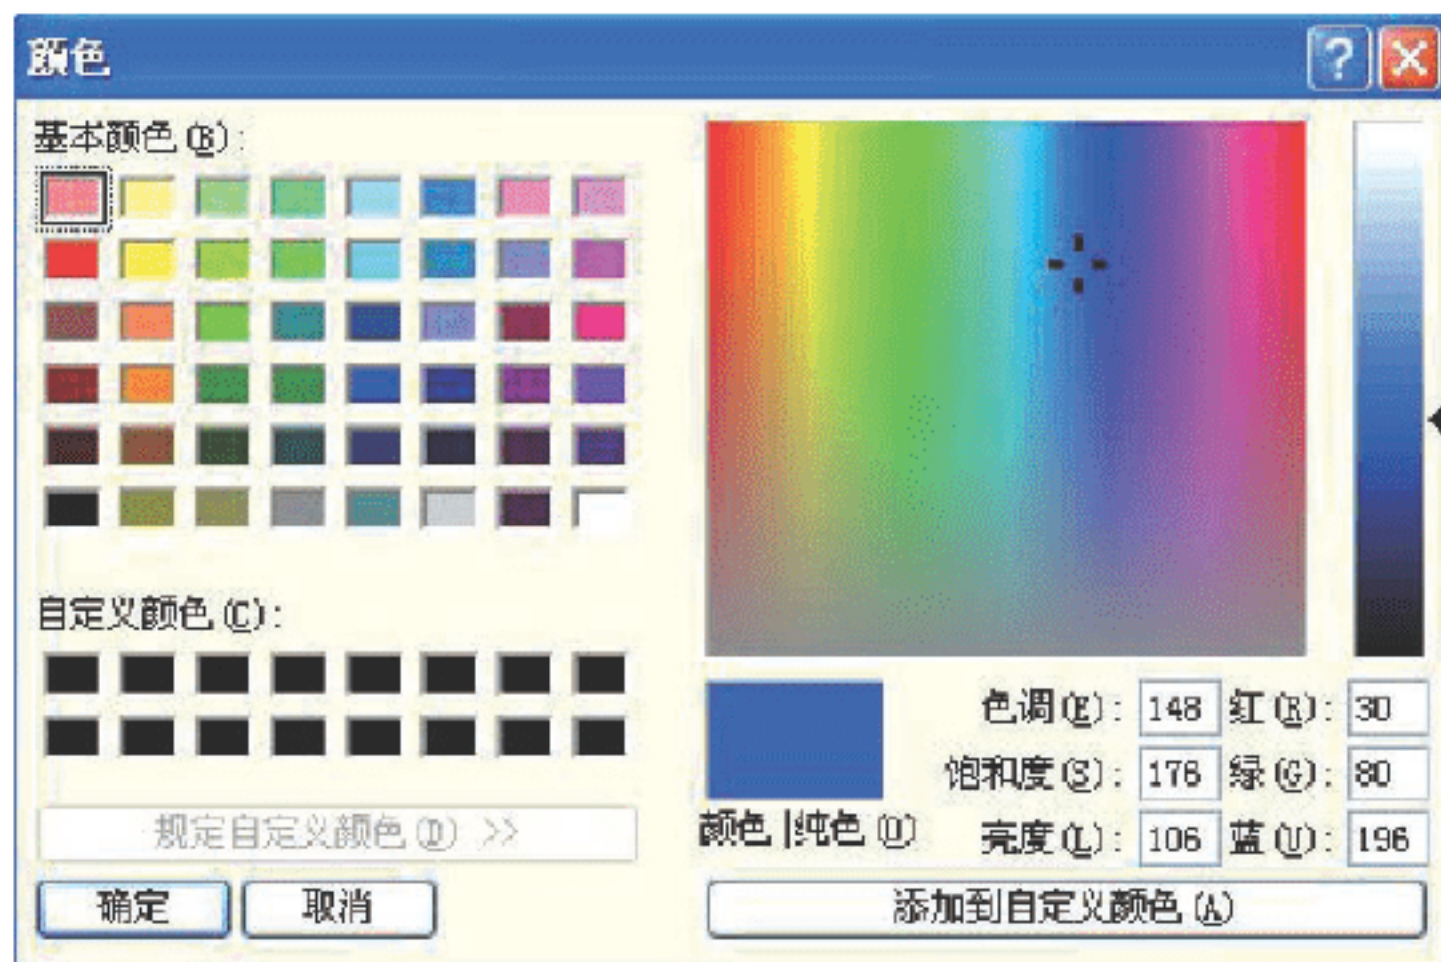 颜色
?
基本颜色(B):
自定义颜色(C):
规定自定义颜色(D) >>
确定 取消
色调(E): 148 红(R): 30
饱和度(S): 176 绿(G): 80
颜色|纯色(O) 亮度(L): 106 蓝(U): 196
添加到自定义颜色(A)